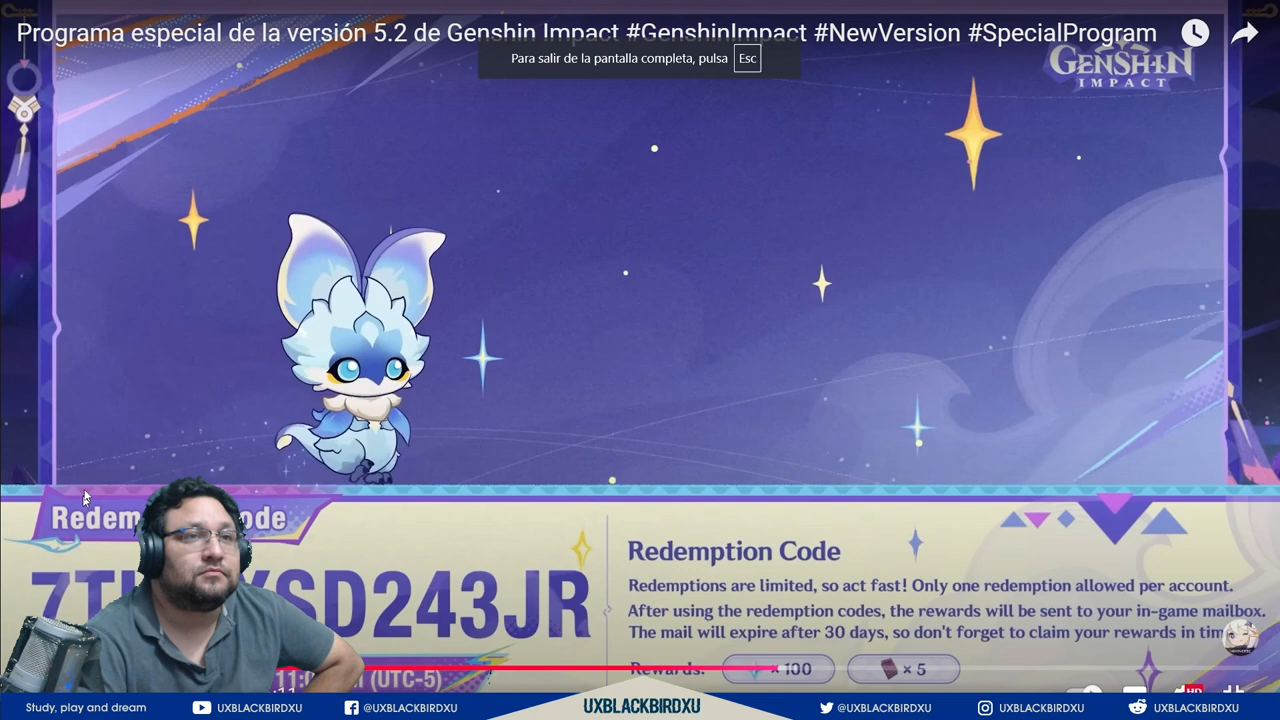 Programa especial de la versión 5.2 de Genshin Impact #GenshinImpact #NewVersion #SpecialProgram
Para salir de la pantalla completa, pulsa Esc
GENSHIN
IMPACT
Redem ode
SD243JR
(UTC-5)
Redemption Code
Redemptions are limited, so act fast! Only one redemption allowed per account.
After using the redemption codes, the rewards will be sent to your in-game mailbox.
The mail will expire after 30 days, so don't forget to claim your rewards in tim
Rewards: × 100 × 5
HD
Study, play and dream UXBLACKBIRDXU @UXBLACKBIRDXU UXBLACKBIRDXU @UXBLACKBIRDXU UXBLACKBIRDXU UXBLACKBIRDXU